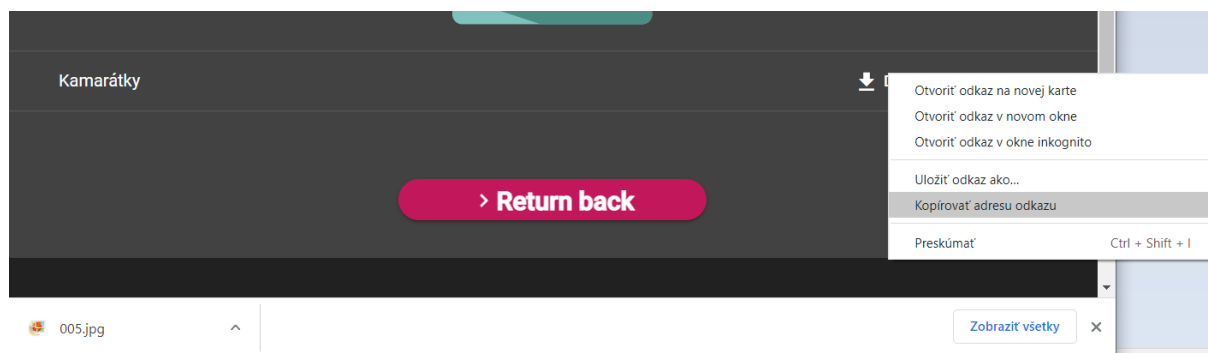 Kamarátky
Otvoriť odkaz na novej karte
Otvoriť odkaz v novom okne
Otvoriť odkaz v okne inkognito
Uložiť odkaz ako...
> Return back
Kopírovať adresu odkazu
Preskúmať Ctrl + Shift + I
005.jpg
Zobraziť všetky